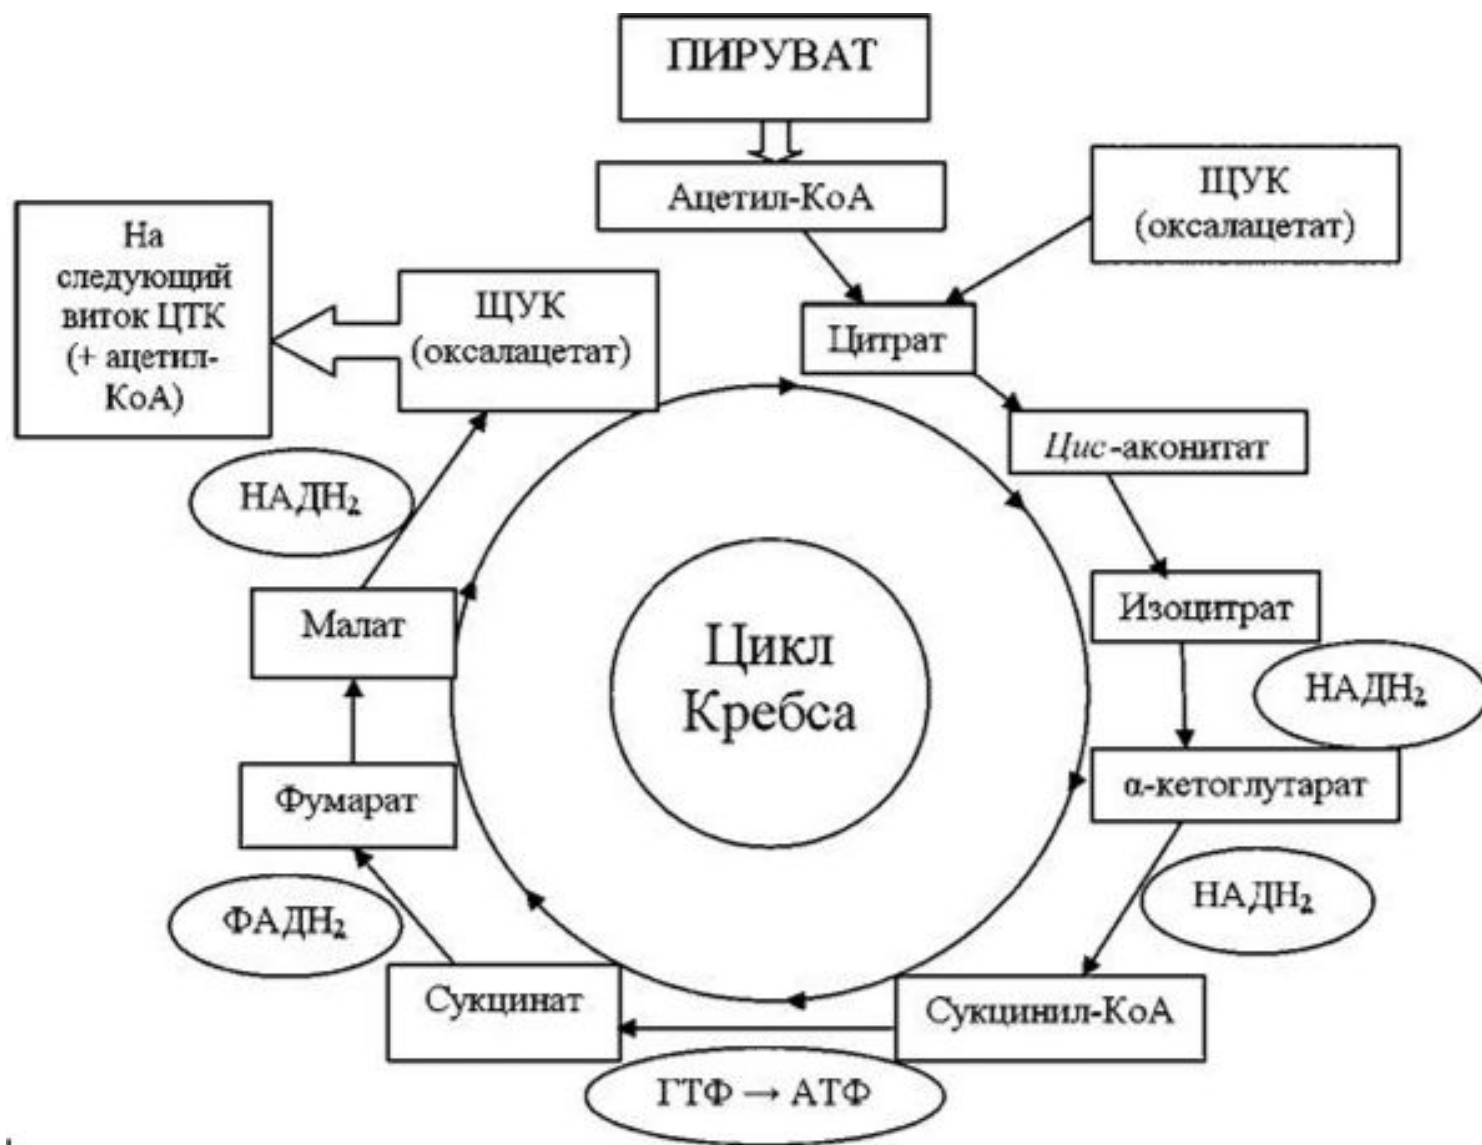 ПИРУВАТ
Ацетил-КоА
ЩУК
(оксалацетат)
На
следующий
виток ЦТК
(+ ацетил-
КоА)
ЩУК
(оксалацетат)
Цитрат
Цис-аконитат
НАДН₂
Малат
Цикл
Кребса
Изоцитрат
НАДН₂
Фумарат
α-кетоглутарат
ФАДН₂
НАДН₂
Сукцинат
Сукцинил-КоА
ГТФ → АТФ